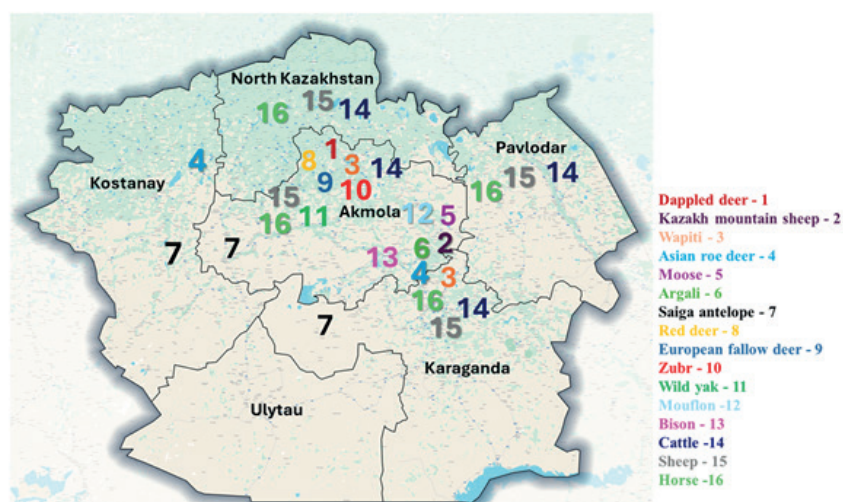 North Kazakhstan
16 15 14
Pavlodar
16 15 14
Kostanay
4
7
1
8 3 14
9 10
15
Akmola 12 5
16 11
7
13 6 2
4 3
16 14
15
7
Karaganda
Ulytau
Dappled deer - 1
Kazakh mountain sheep - 2
Wapiti - 3
Asian roe deer - 4
Moose - 5
Argali - 6
Saiga antelope - 7
Red deer - 8
European fallow deer - 9
Zubr - 10
Wild yak - 11
Mouflon -12
Bison - 13
Cattle -14
Sheep - 15
Horse -16